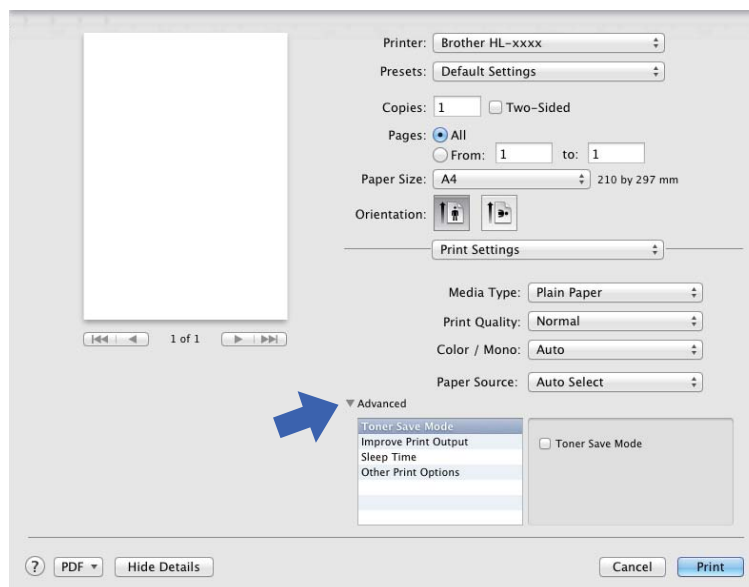 Printer: Brother HL-xxxx
Presets: Default Settings
Copies: 1 Two-Sided
Pages: All
From: 1 to: 1
Paper Size: A4 210 by 297 mm
Orientation:
Print Settings
Media Type: Plain Paper
Print Quality: Normal
1 of 1
Color / Mono: Auto
Paper Source: Auto Select
Advanced
Toner Save Mode
Improve Print Output
Toner Save Mode
Sleep Time
Other Print Options
? PDF Hide Details Cancel Print